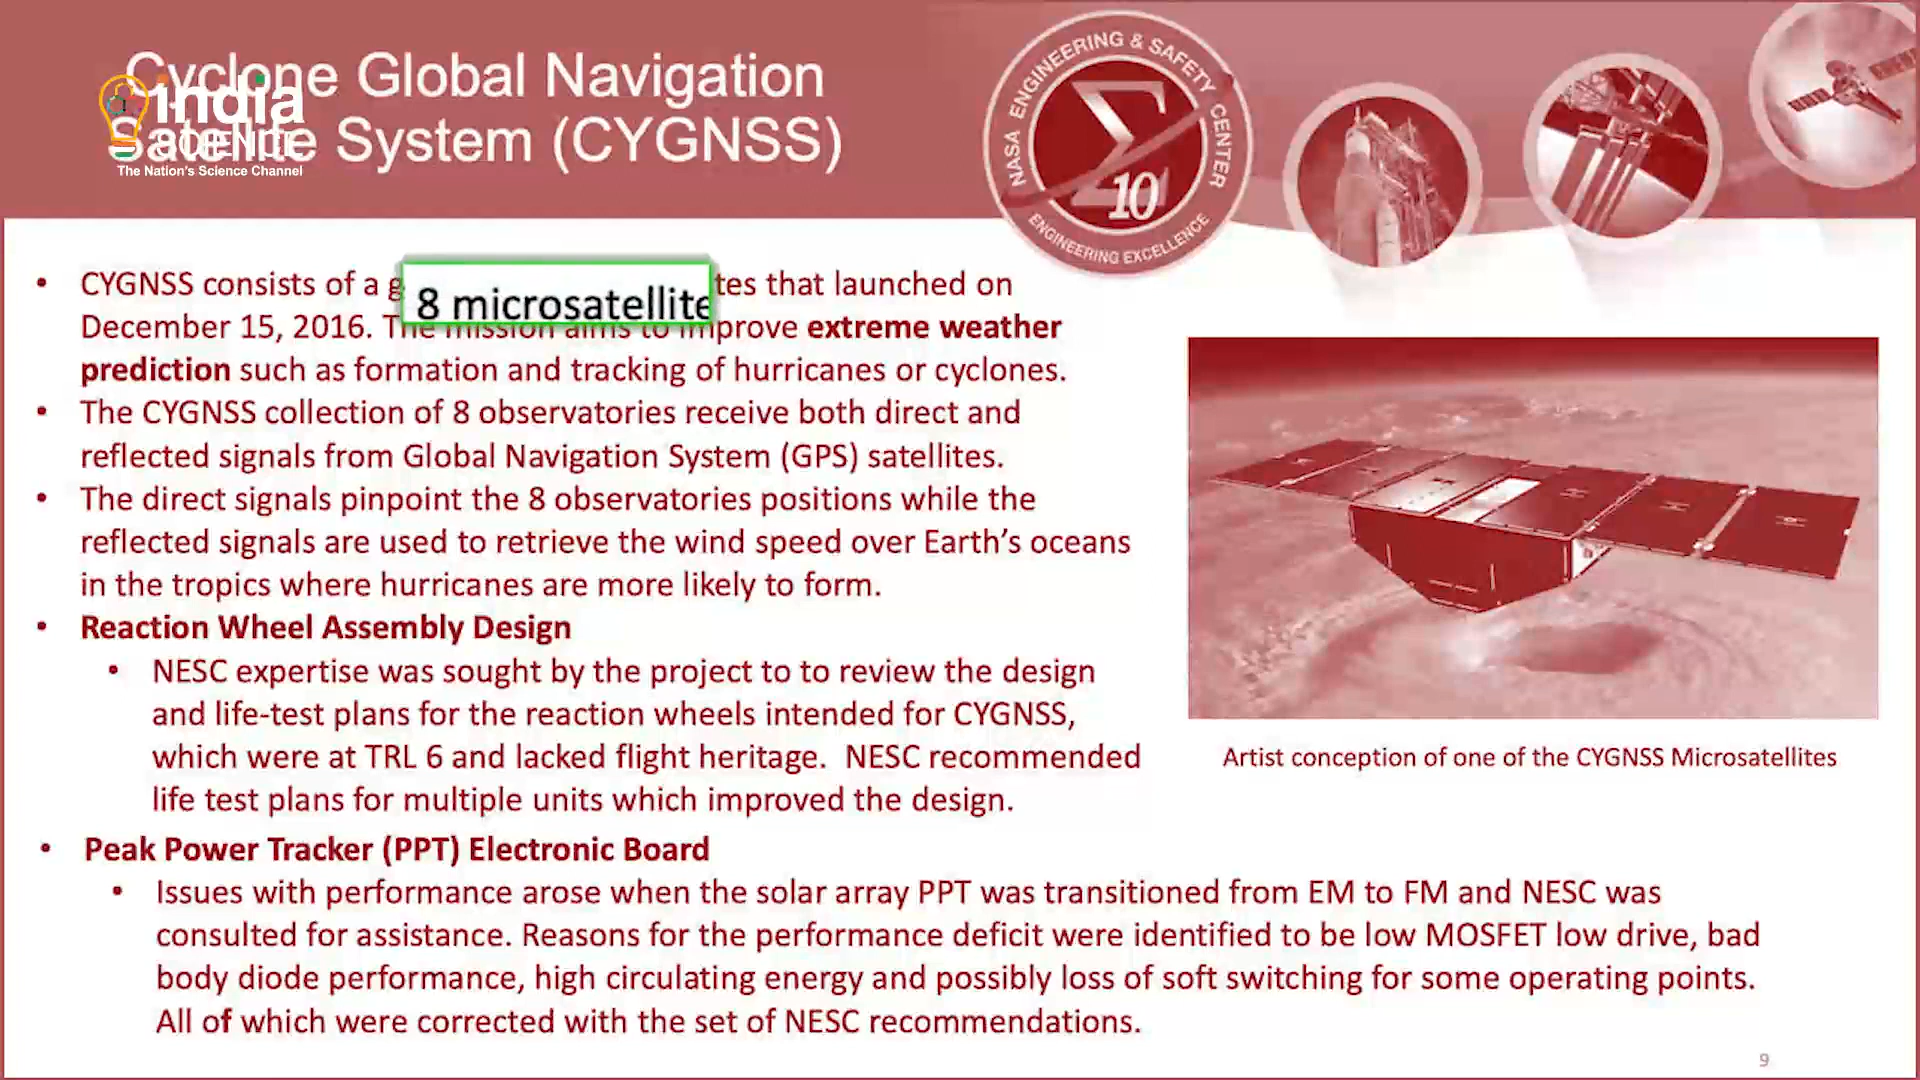 Cyclone Global Navigation
Satellite System (CYGNSS)
india
SCIENCE
The Nation's Science Channel
NASA ENGINEERING & SAFETY CENTER
10
ENGINEERING EXCELLENCE
• CYGNSS consists of a tes that launched on
8 microsatellite
December 15, 2016. The mission aims to improve extreme weather
prediction such as formation and tracking of hurricanes or cyclones.
• The CYGNSS collection of 8 observatories receive both direct and
reflected signals from Global Navigation System (GPS) satellites.
• The direct signals pinpoint the 8 observatories positions while the
reflected signals are used to retrieve the wind speed over Earth's oceans
in the tropics where hurricanes are more likely to form.
• Reaction Wheel Assembly Design
• NESC expertise was sought by the project to to review the design
and life-test plans for the reaction wheels intended for CYGNSS,
which were at TRL 6 and lacked flight heritage. NESC recommended
life test plans for multiple units which improved the design.
Artist conception of one of the CYGNSS Microsatellites
• Peak Power Tracker (PPT) Electronic Board
• Issues with performance arose when the solar array PPT was transitioned from EM to FM and NESC was
consulted for assistance. Reasons for the performance deficit were identified to be low MOSFET low drive, bad
body diode performance, high circulating energy and possibly loss of soft switching for some operating points.
All of which were corrected with the set of NESC recommendations.
9